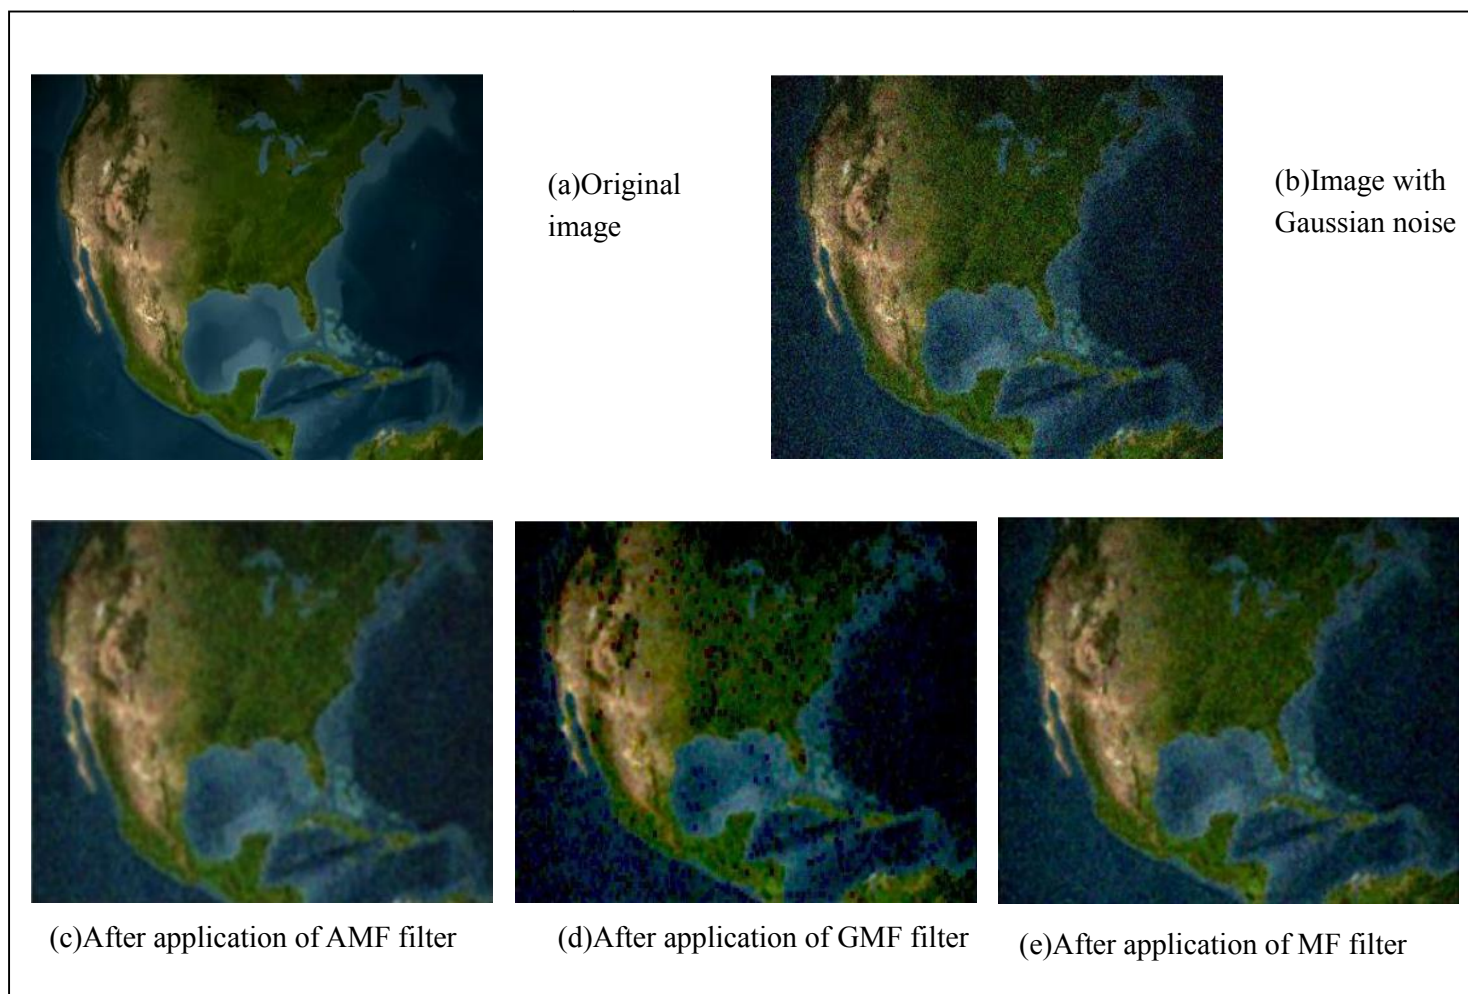 (a)Original
image
(b)Image with
Gaussian noise
(c)After application of AMF filter
(d)After application of GMF filter
(e)After application of MF filter